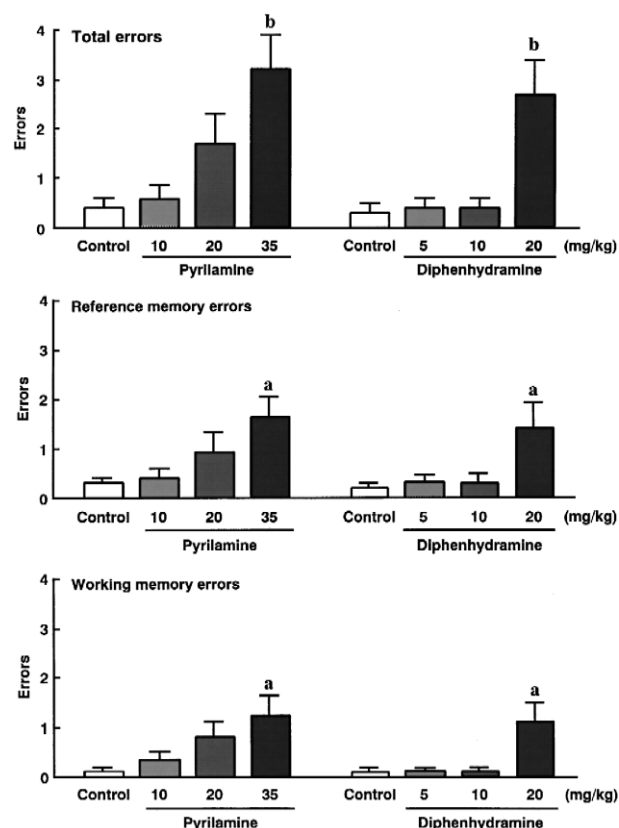 Total errors
b
b
4
3
2
1
0
Errors
Control 10 20 35 Control 5 10 20 (mg/kg)
Pyrilamine Diphenhydramine
Reference memory errors
a
a
4
3
2
1
0
Errors
Control 10 20 35 Control 5 10 20 (mg/kg)
Pyrilamine Diphenhydramine
Working memory errors
a
a
4
3
2
1
0
Errors
Control 10 20 35 Control 5 10 20 (mg/kg)
Pyrilamine Diphenhydramine